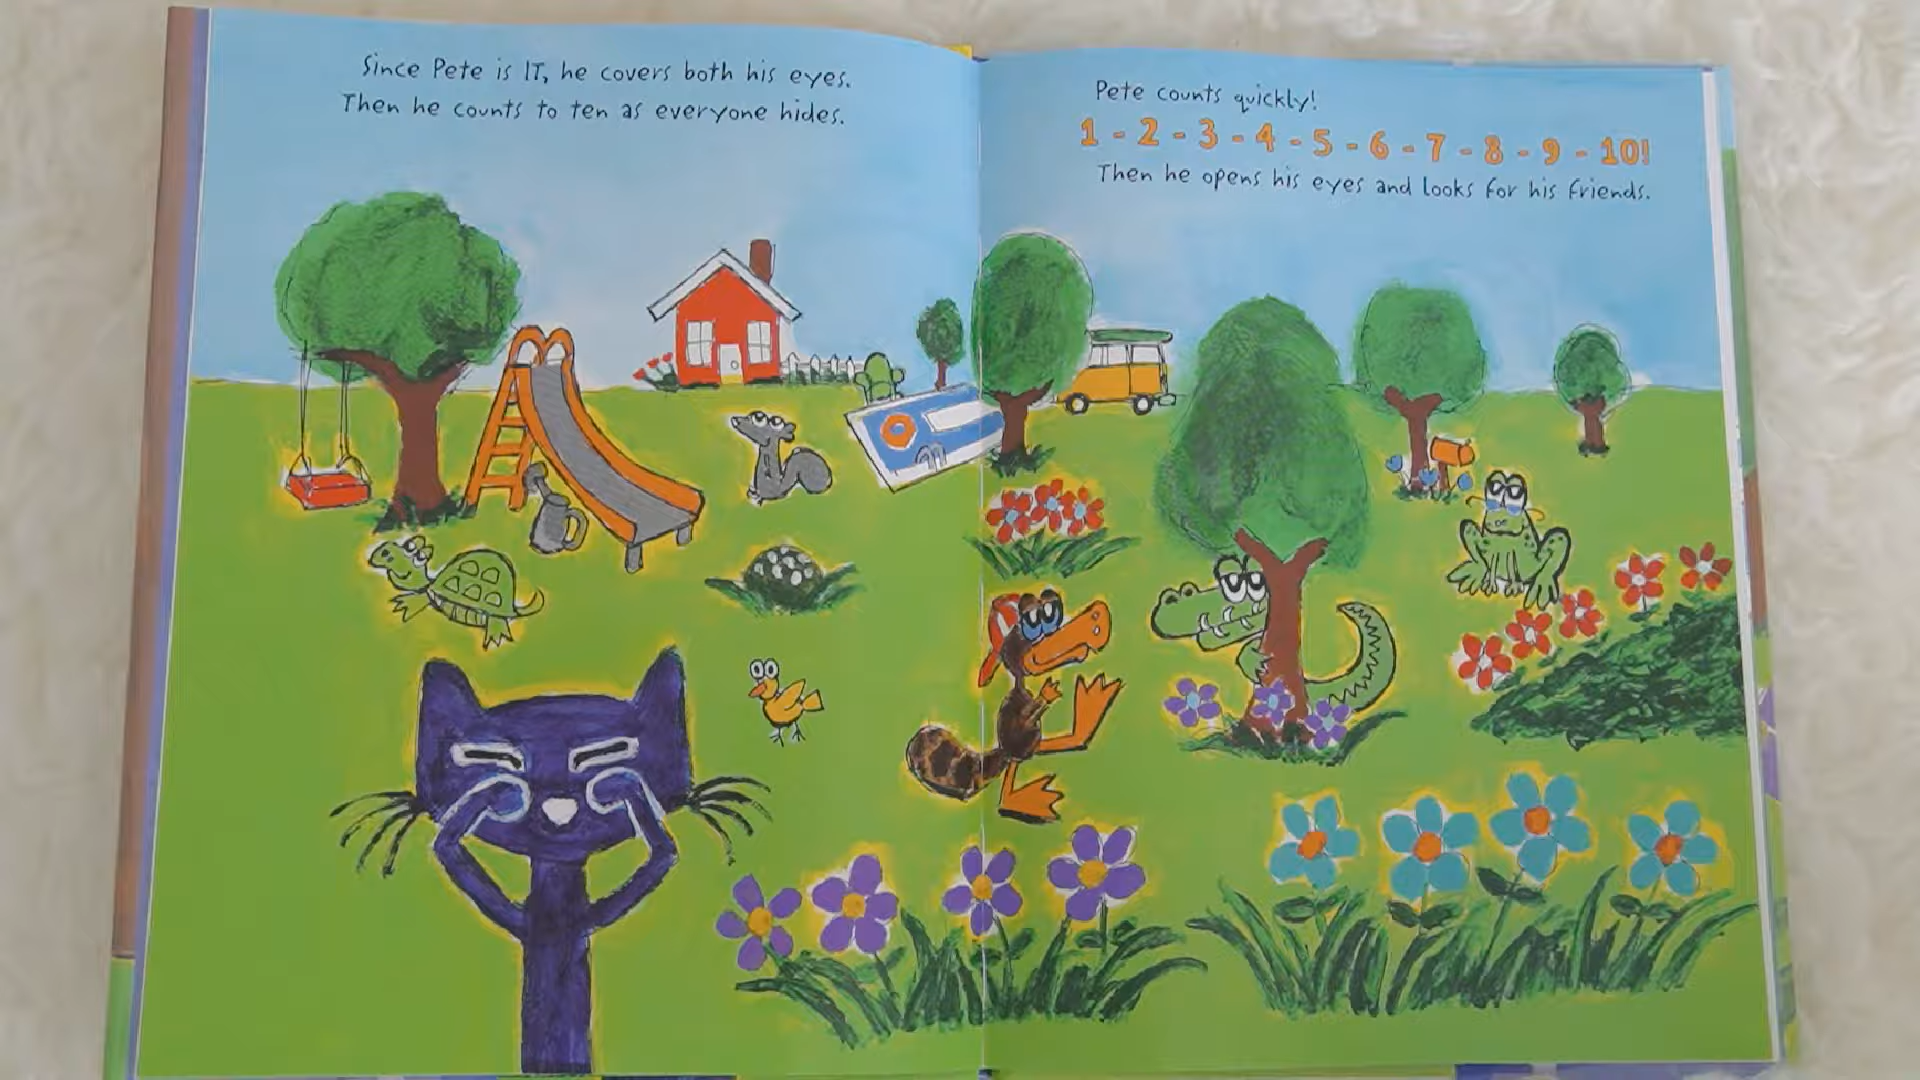 Since Pete is IT, he covers both his eyes.
Then he counts to ten as everyone hides.
Pete counts quickly!
1 - 2 - 3 - 4 - 5 - 6 - 7 - 8 - 9 - 10!
Then he opens his eyes and looks for his friends.